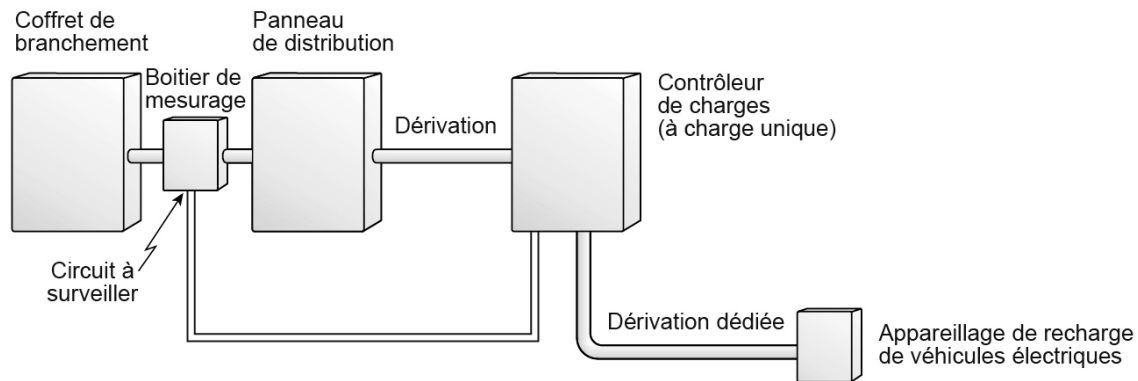 Coffret de
branchement
Boitier de
mesurage
Panneau
de distribution
Dérivation
Contrôleur
de charges
(à charge unique)
Circuit à
surveiller
Dérivation dédiée
Appareillage de recharge
de véhicules électriques